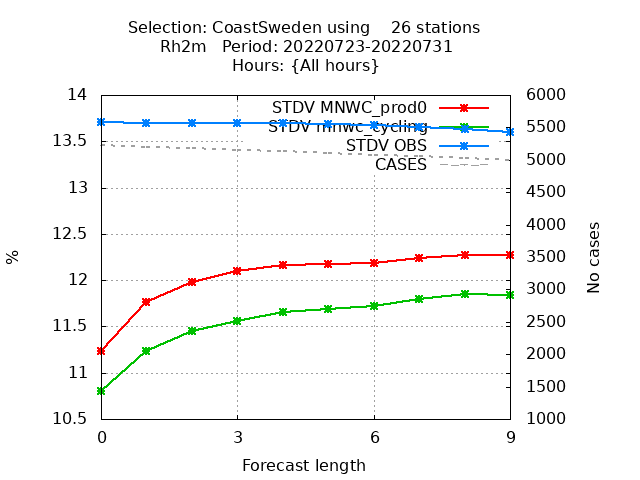 Selection: CoastSweden using    26 stations
Rh2m   Period: 20220723-20220731
Hours: {All hours}
14
13.5
13
12.5
12
11.5
11
10.5
6000
5500
5000
4500
4000
3500
3000
2500
2000
1500
1000
STDV MNWC_prod0
STDV mnwc_cycling
STDV OBS
CASES
%
No cases
0 3 6 9
Forecast length